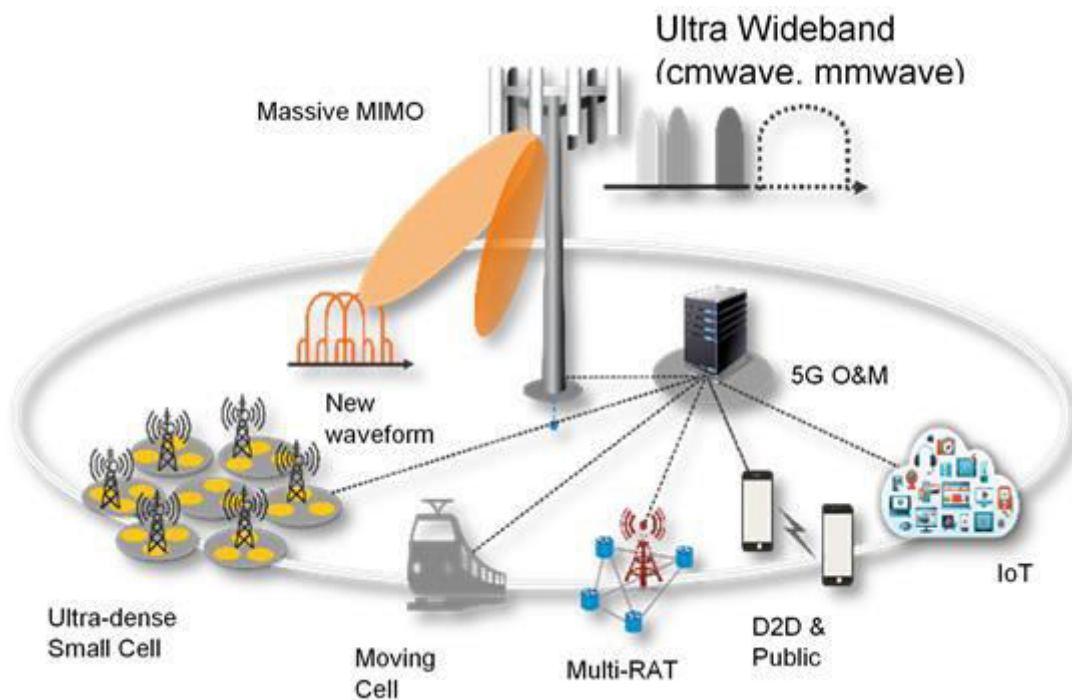 Ultra Wideband
(cmwave, mmwave)
Massive MIMO
New
waveform
5G O&M
IoT
Ultra-dense
Small Cell
Moving
Cell
Multi-RAT
D2D &
Public